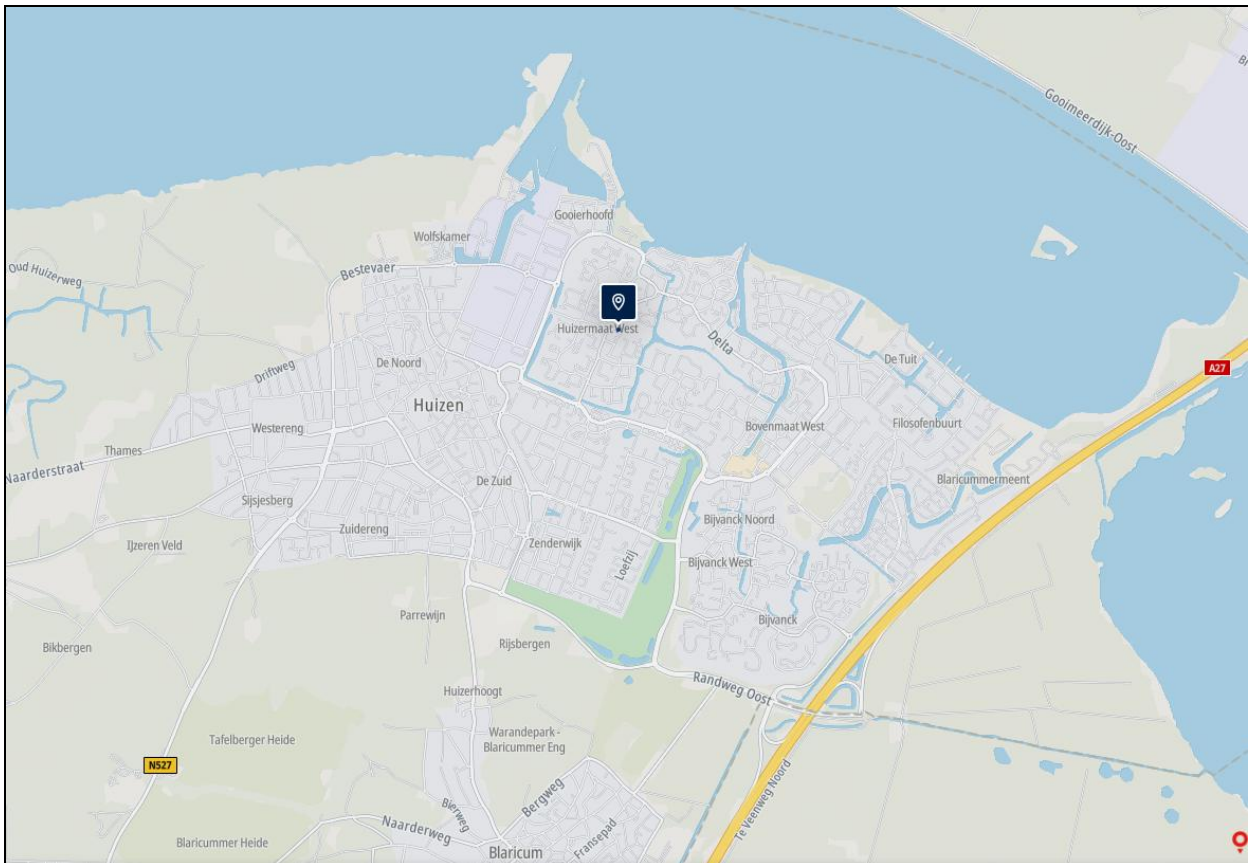 Gooimeerdijk-Oost
Gooierhoofd
Wolfskamer
Bestevaer
Oud Huizerweg
Huizermaat West
Delta
De Tuit
A27
Driftweg
De Noord
Huizen
Westereng
Bovenmaat West
Filosofenbuurt
Thames
Naarderstraat
De Zuid
Blaricummermeent
Sijsjesberg
Zuidereng
Bijvanck Noord
IJzeren Veld
Zenderwijk
Loefzij
Bijvanck West
Parrewijn
Bijvanck
Bikbergen
Rijsbergen
Randweg Oost
Huizerhoogt
Tafelberger Heide
Warandepark -
Blaricummer Eng
N527
Bergweg
Te Veenweg Noord
Bierweg
Naarderweg
Fransepad
Blaricummer Heide
Blaricum